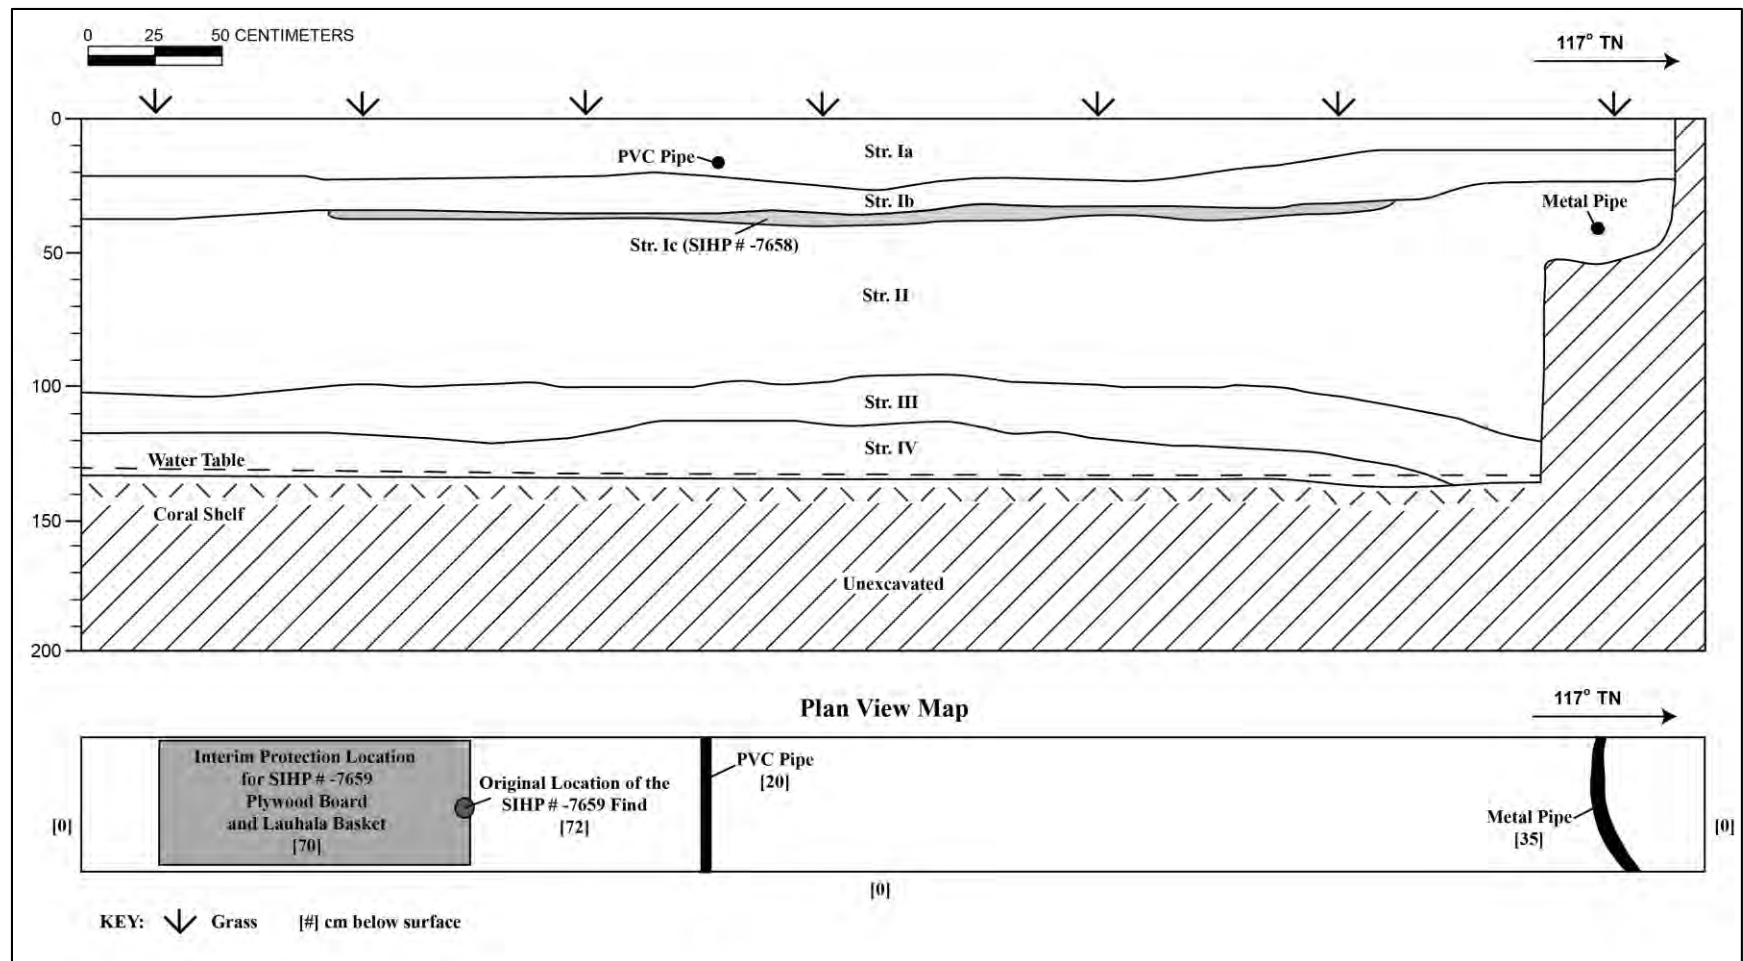 0 25 50 CENTIMETERS
117° TN
0
PVC Pipe
Str. Ia
Str. Ib
Metal Pipe
Str. Ic (SIHP # -7658)
50
Str. II
100
Str. III
Str. IV
Water Table
Coral Shelf
150
Unexcavated
200
Plan View Map
117° TN
Interim Protection Location
for SIHP # -7659
Plywood Board
and Lauhala Basket
[70]
Original Location of the
SIHP # -7659 Find
[72]
PVC Pipe
[20]
Metal Pipe
[35]
[0]
[0]
[0]
KEY: Grass [#] cm below surface